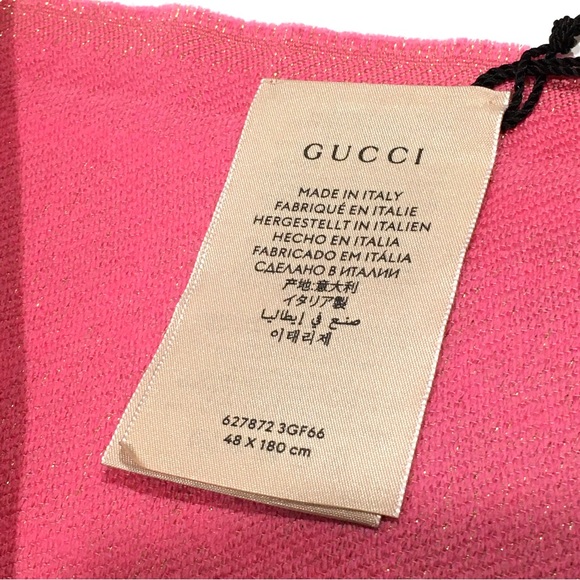 GUCCI
MADE IN ITALY
FABRIQUÉ EN ITALIE
HERGESTELLT IN ITALIEN
HECHO EN ITALIA
FABRICADO EM ITÁLIA
СДЕЛАНО В ИТАЛИИ
产地:意大利
イタリア製
صنع في إيطاليا
이태리제
627872 3GF66
48 X 180 cm